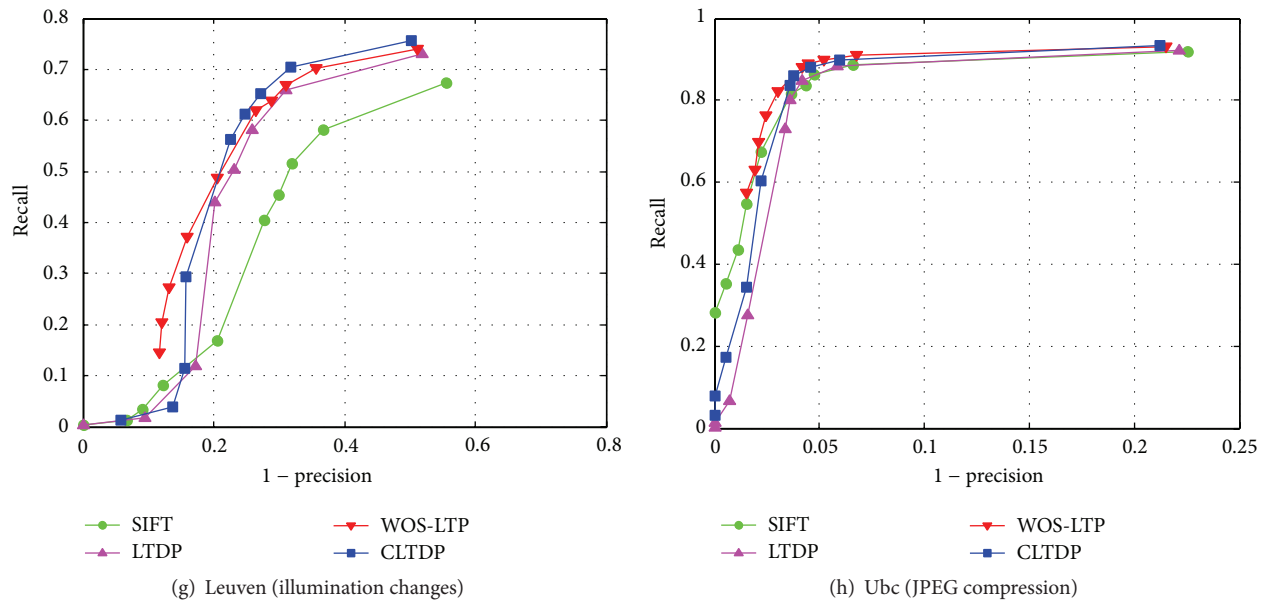 0.8
0.7
0.6
0.5
0.4
0.3
0.2
0.1
0
Recall
0 0.2 0.4 0.6 0.8
1 − precision
SIFT WOS-LTP
LTDP CLTDP
(g) Leuven (illumination changes)
1
0.8
0.6
0.4
0.2
0
Recall
0 0.05 0.1 0.15 0.2 0.25
1 − precision
SIFT WOS-LTP
LTDP CLTDP
(h) Ubc (JPEG compression)